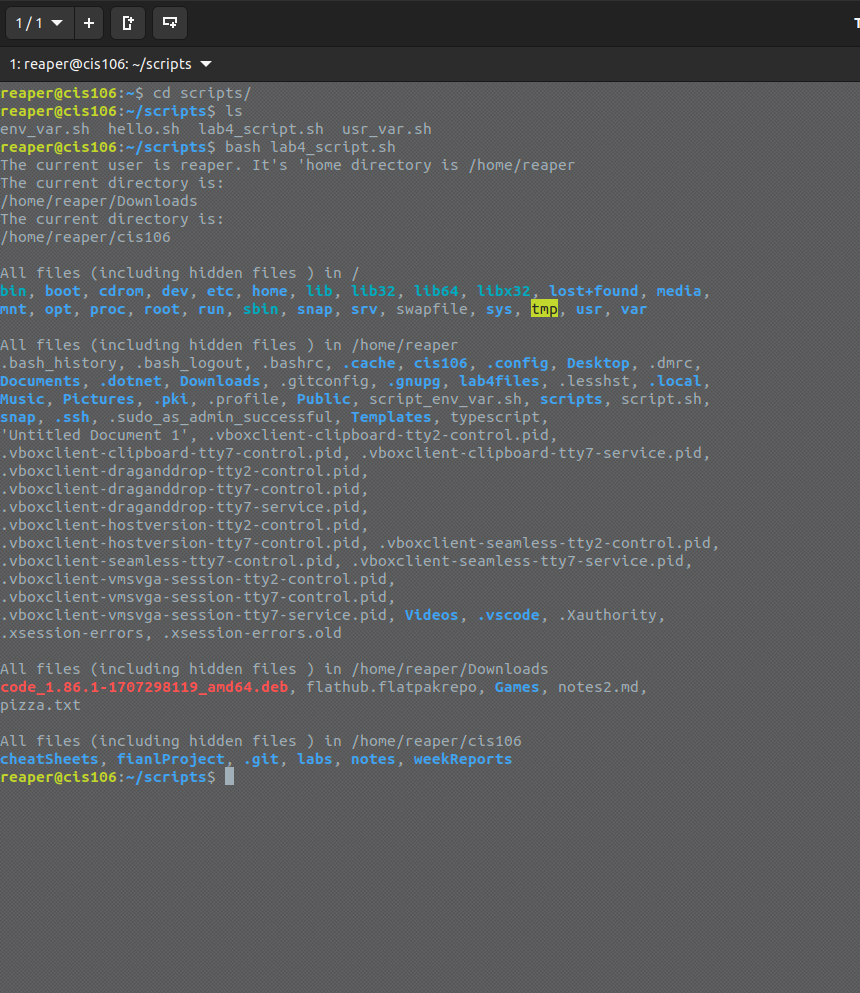 1 / 1
T
1: reaper@cis106: ~/scripts
reaper@cis106:~$ cd scripts/
reaper@cis106:~/scripts$ ls
env_var.sh  hello.sh  lab4_script.sh  usr_var.sh
reaper@cis106:~/scripts$ bash lab4_script.sh
The current user is reaper. It's 'home directory is /home/reaper
The current directory is:
/home/reaper/Downloads
The current directory is:
/home/reaper/cis106
All files (including hidden files ) in /
bin, boot, cdrom, dev, etc, home, lib, lib32, lib64, libx32, lost+found, media,
mnt, opt, proc, root, run, sbin, snap, srv, swapfile, sys, tmp, usr, var
All files (including hidden files ) in /home/reaper
.bash_history, .bash_logout, .bashrc, .cache, cis106, .config, Desktop, .dmrc,
Documents, .dotnet, Downloads, .gitconfig, .gnupg, lab4files, .lesshst, .local,
Music, Pictures, .pki, .profile, Public, script_env_var.sh, scripts, script.sh,
snap, .ssh, .sudo_as_admin_successful, Templates, typescript,
'Untitled Document 1', .vboxclient-clipboard-tty2-control.pid,
.vboxclient-clipboard-tty7-control.pid, .vboxclient-clipboard-tty7-service.pid,
.vboxclient-draganddrop-tty2-control.pid,
.vboxclient-draganddrop-tty7-control.pid,
.vboxclient-draganddrop-tty7-service.pid,
.vboxclient-hostversion-tty2-control.pid,
.vboxclient-hostversion-tty7-control.pid, .vboxclient-seamless-tty2-control.pid,
.vboxclient-seamless-tty7-control.pid, .vboxclient-seamless-tty7-service.pid,
.vboxclient-vmsvga-session-tty2-control.pid,
.vboxclient-vmsvga-session-tty7-control.pid,
.vboxclient-vmsvga-session-tty7-service.pid, Videos, .vscode, .Xauthority,
.xsession-errors, .xsession-errors.old
All files (including hidden files ) in /home/reaper/Downloads
code_1.86.1-1707298119_amd64.deb, flathub.flatpakrepo, Games, notes2.md,
pizza.txt
All files (including hidden files ) in /home/reaper/cis106
cheatSheets, fianlProject, .git, labs, notes, weekReports
reaper@cis106:~/scripts$